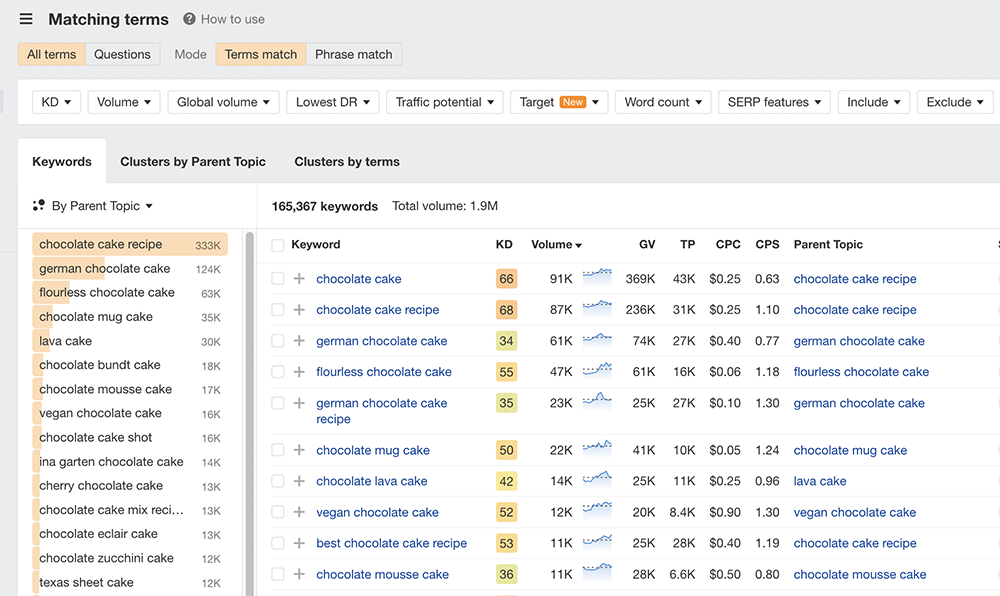 Matching terms ? How to use
All terms Questions Mode Terms match Phrase match
KD Volume Global volume Lowest DR Traffic potential Target New Word count SERP features Include Exclude
Keywords Clusters by Parent Topic Clusters by terms
By Parent Topic
165,367 keywords Total volume: 1.9M
chocolate cake recipe 333K
german chocolate cake 124K
flourless chocolate cake 63K
chocolate mug cake 35K
lava cake 30K
chocolate bundt cake 18K
chocolate mousse cake 17K
vegan chocolate cake 16K
chocolate cake shot 16K
ina garten chocolate cake 14K
cherry chocolate cake 13K
chocolate cake mix reci... 13K
chocolate eclair cake 13K
chocolate zucchini cake 12K
texas sheet cake 12K
Keyword KD Volume GV TP CPC CPS Parent Topic
chocolate cake 66 91K 369K 43K $0.25 0.63 chocolate cake recipe
chocolate cake recipe 68 87K 236K 31K $0.25 1.10 chocolate cake recipe
german chocolate cake 34 61K 74K 27K $0.40 0.77 german chocolate cake
flourless chocolate cake 55 47K 61K 16K $0.06 1.18 flourless chocolate cake
german chocolate cake 35 23K 25K 27K $0.10 1.30 german chocolate cake
recipe
chocolate mug cake 50 22K 41K 10K $0.05 1.24 chocolate mug cake
chocolate lava cake 42 14K 25K 11K $0.25 0.96 lava cake
vegan chocolate cake 52 12K 20K 8.4K $0.90 1.30 vegan chocolate cake
best chocolate cake recipe 53 11K 25K 28K $0.40 1.19 chocolate cake recipe
chocolate mousse cake 36 11K 28K 6.6K $0.50 0.80 chocolate mousse cake